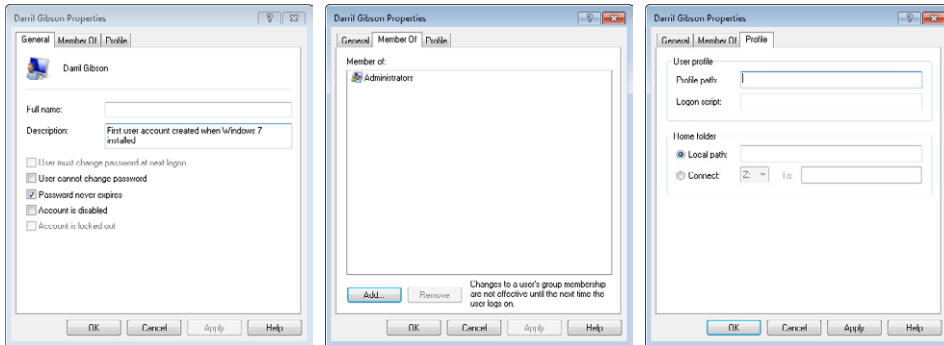 Darril Gibson Properties
General
Member Of
Profile
Darril Gibson
Full name:
Description:
First user account created when Windows 7
installed
User must change password at next logon
User cannot change password
Password never expires
Account is disabled
Account is locked out
OK
Cancel
Apply
Help
Darril Gibson Properties
General
Member Of
Profile
Member of:
Administrators
Add...
Remove
Changes to a user's group membership
are not effective until the next time the
user logs on.
OK
Cancel
Apply
Help
Darril Gibson Properties
General
Member Of
Profile
User profile
Profile path:
Logon script:
Home folder
Local path:
Connect:
Z:
To:
OK
Cancel
Apply
Help